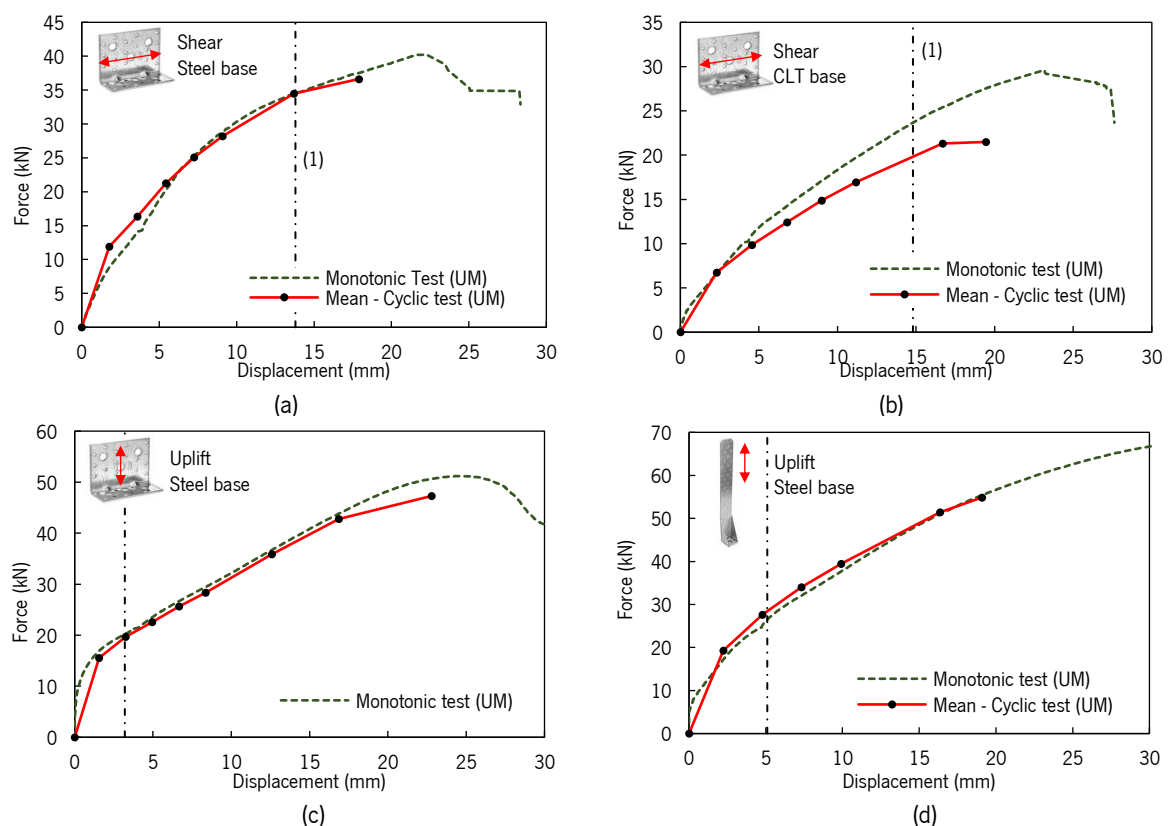 45
40
35
30
25
20
15
10
5
0
Force (kN)
Shear
Steel base
(1)
Monotonic Test (UM)
Mean - Cyclic test (UM)
0 5 10 15 20 25 30
Displacement (mm)
(a)
35
30
25
20
15
10
5
0
Force (kN)
Shear
CLT base
(1)
Monotonic test (UM)
Mean - Cyclic test (UM)
0 5 10 15 20 25 30
Displacement (mm)
(b)
60
50
40
30
20
10
0
Force (kN)
Uplift
Steel base
Monotonic test (UM)
0 5 10 15 20 25 30
Displacement (mm)
(c)
70
60
50
40
30
20
10
0
Force (kN)
Uplift
Steel base
Monotonic test (UM)
Mean - Cyclic test (UM)
0 5 10 15 20 25 30
Displacement (mm)
(d)